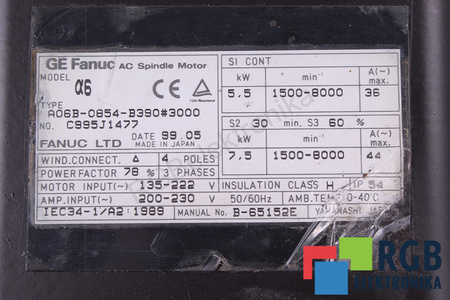 GE Fanuc AC Spindle Motor
MODEL α6
TYPE
A06B-0854-B390#3000
NO. C995J1477
DATE 99.05
FANUC LTD MADE IN JAPAN
WIND.CONNECT. Δ 4 POLES
POWER FACTOR 78 % 3 PHASES
MOTOR INPUT(~) 135-222 V
AMP.INPUT(~) 200-230 V
IEC34-1/A2:1989
CE
S1 CONT
kW min⁻¹ A(~) max.
5,5 1500-8000 36
S2 30 min. S3 60 %
kW min⁻¹ A(~) max.
7,5 1500-8000 44
INSULATION CLASS H IP 54
50/60Hz AMB.TEMP 0-40°C
MANUAL No. B-65152E YAMANASHI JAPAN
RGB
ELEKTRONIKA